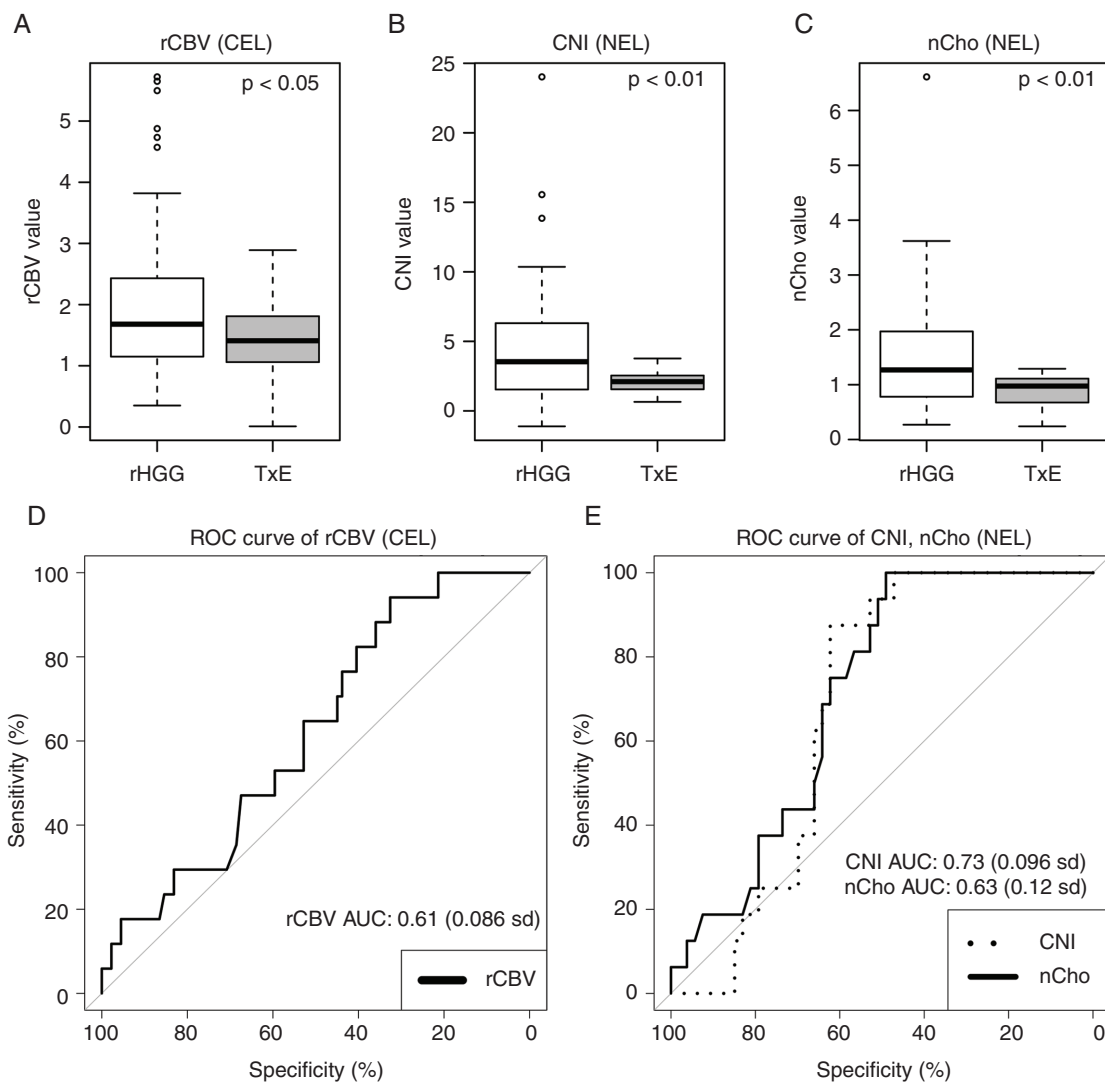 A
rCBV (CEL)
p < 0.05
rCBV value
5
4
3
2
1
0
rHGG
TxE
B
CNI (NEL)
p < 0.01
CNI value
25
20
15
10
5
0
rHGG
TxE
C
nCho (NEL)
p < 0.01
nCho value
6
5
4
3
2
1
0
rHGG
TxE
D
ROC curve of rCBV (CEL)
Sensitivity (%)
100
80
60
40
20
0
rCBV AUC: 0.61 (0.086 sd)
rCBV
100
80
60
40
20
0
Specificity (%)
E
ROC curve of CNI, nCho (NEL)
Sensitivity (%)
100
80
60
40
20
0
CNI AUC: 0.73 (0.096 sd)
nCho AUC: 0.63 (0.12 sd)
CNI
nCho
100
80
60
40
20
0
Specificity (%)